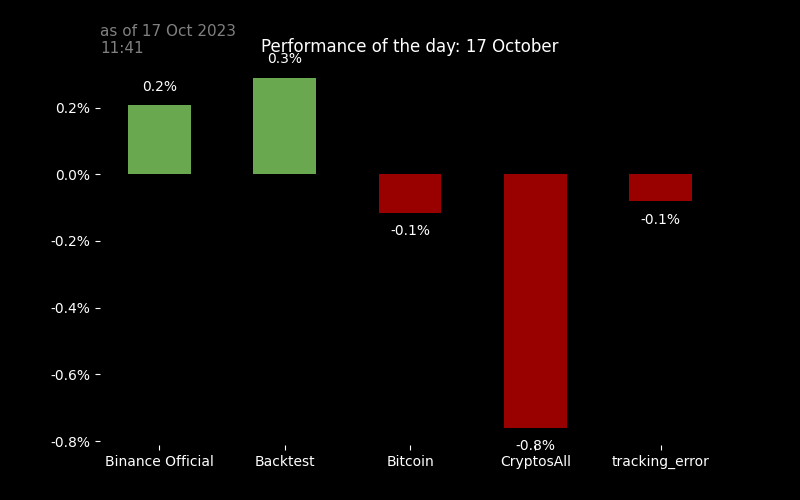 as of 17 Oct 2023
11:41
Performance of the day: 17 October
0.3%
0.2%
0.2%
0.0%
-0.2%
-0.1%
-0.1%
-0.4%
-0.6%
-0.8%
-0.8%
Binance Official
Backtest
Bitcoin
CryptosAll
tracking_error